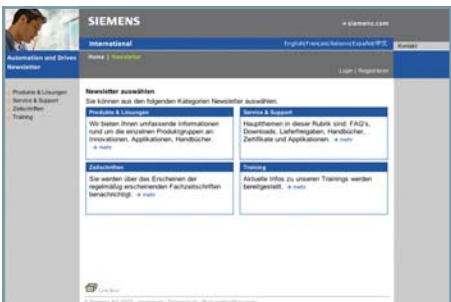 SIEMENS
siemens.com
International
English|Français|Italiano|Español|中文
Kontakt
Automation and Drives
Newsletter
Home | Newsletter
Login | Registrieren
Produkte & Lösungen
Service & Support
Zeitschriften
Training
Newsletter auswählen
Sie können aus den folgenden Kategorien Newsletter auswählen.
Produkte & Lösungen
Wir bieten Ihnen umfassende Informationen
rund um die einzelnen Produktgruppen an:
Innovationen, Applikationen, Handbücher.
mehr
Service & Support
Hauptthemen in dieser Rubrik sind: FAQ's,
Downloads, Lieferfreigaben, Handbücher,
Zertifikate und Applikationen. mehr
Zeitschriften
Sie werden über das Erscheinen der
regelmäßig erscheinenden Fachzeitschriften
benachrichtigt. mehr
Training
Aktuelle Infos zu unseren Trainings werden
bereitgestellt. mehr
Link Box